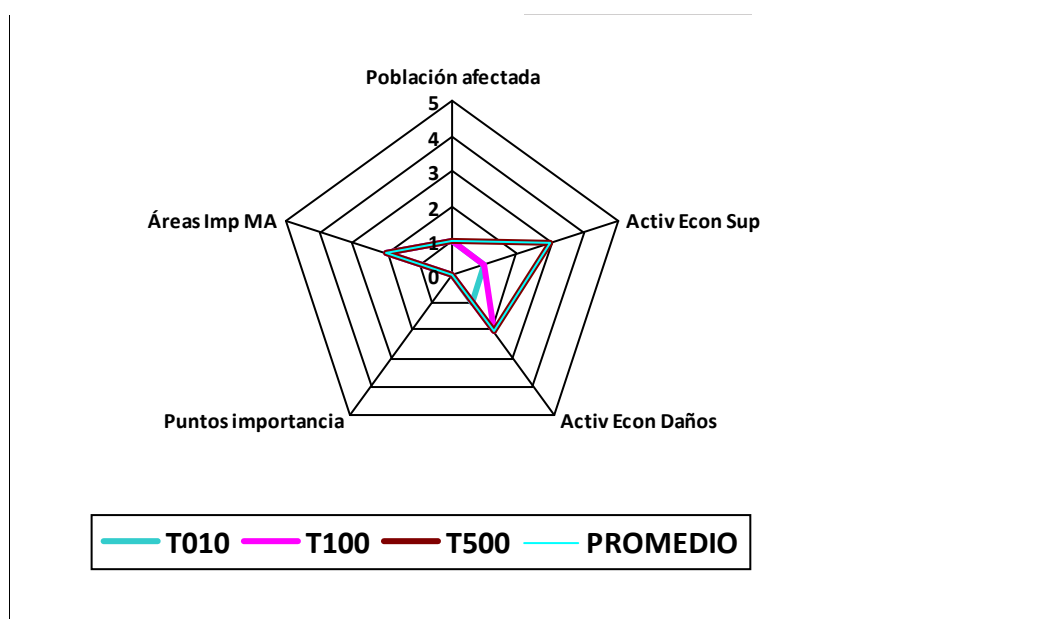 Población afectada
5
4
3
2
1
0
Áreas Imp MA
Activ Econ Sup
Puntos importancia
Activ Econ Daños
T010 T100 T500 PROMEDIO